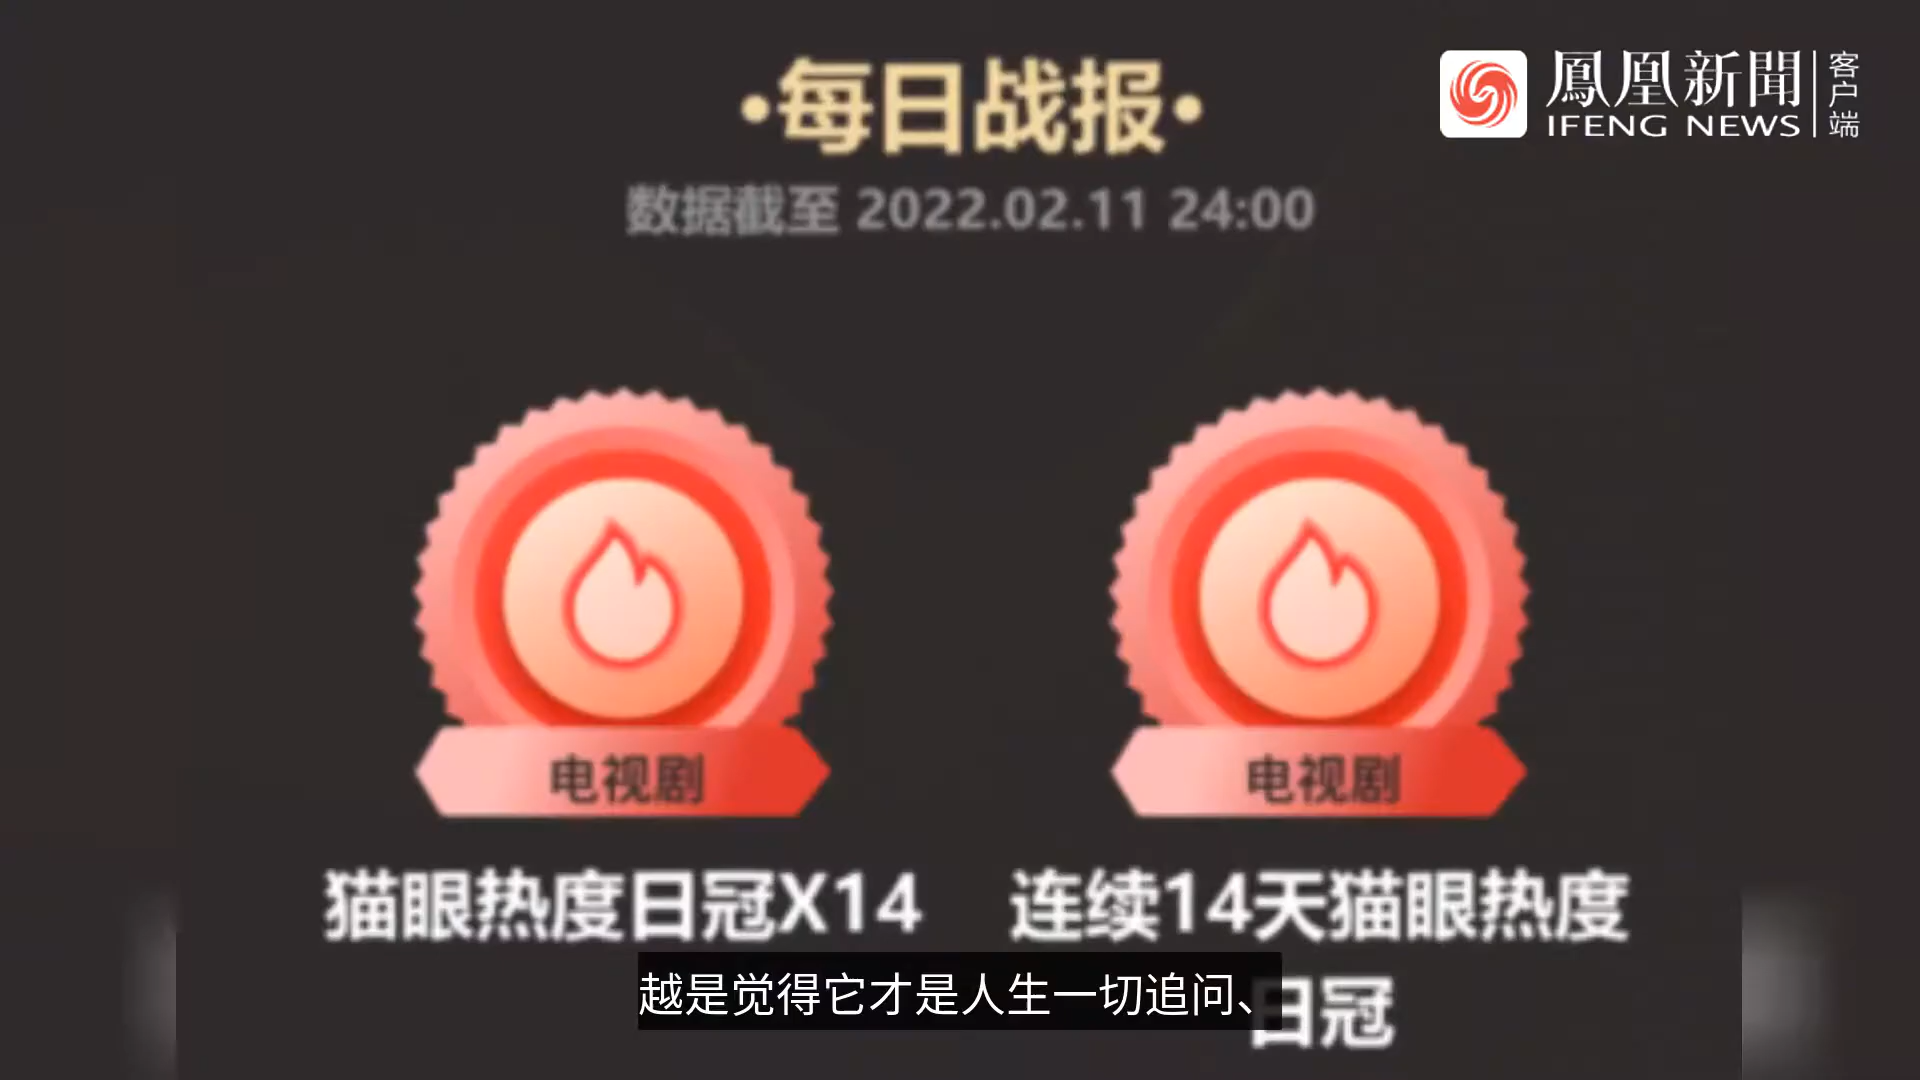 ·每日战报·
鳳凰新聞
IFENG NEWS
客户端
数据截至 2022.02.11 24:00
电视剧
电视剧
猫眼热度日冠X14
连续14天猫眼热度
日冠
越是觉得它才是人生一切追问、